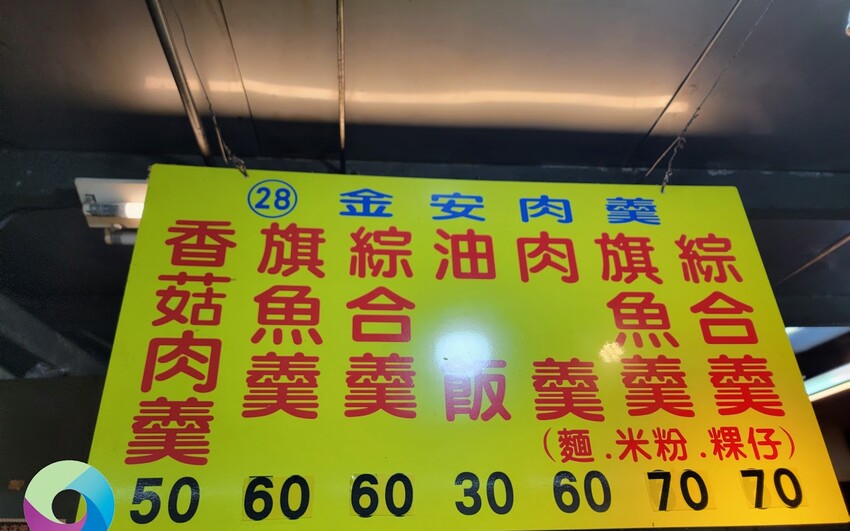 28 金安肉羹
香菇肉羹 50
旗魚羹 60
綜合羹 60
油飯 30
肉羹 60
旗魚羹 70
綜合羹 70
（麵．米粉．粿仔）